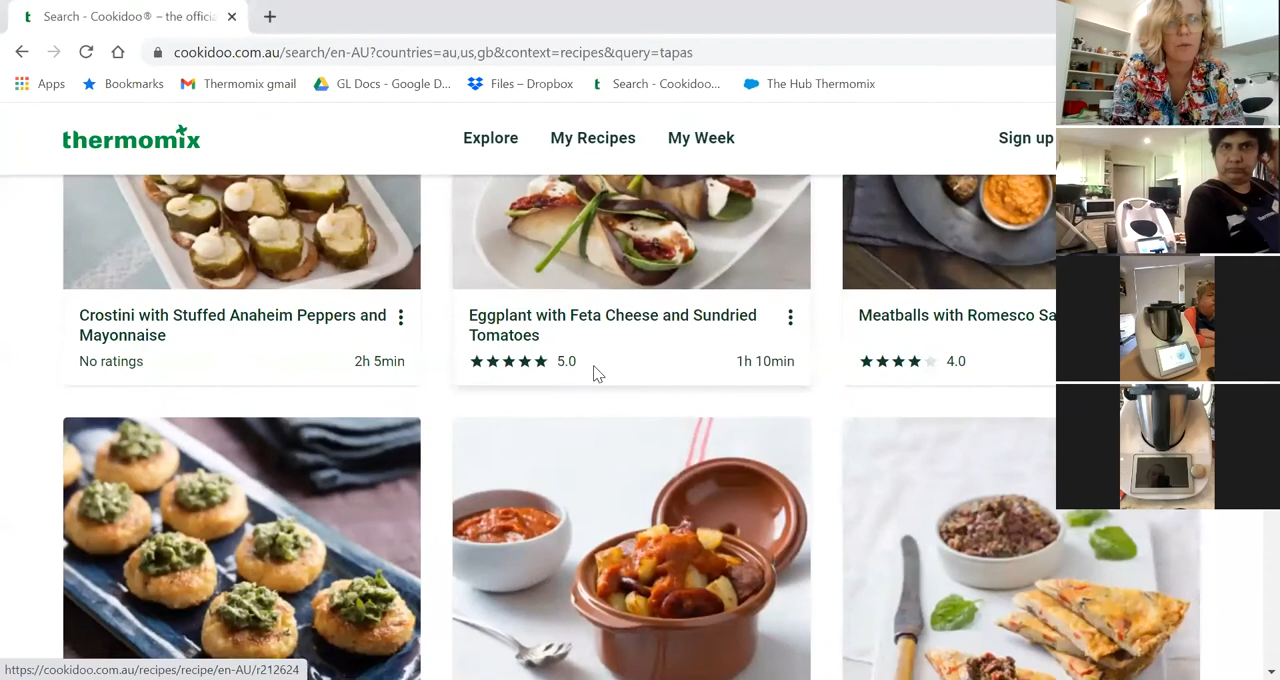 Search - Cookidoo® – the officia
cookidoo.com.au/search/en-AU?countries=au,us,gb&context=recipes&query=tapas
Apps Bookmarks Thermomix gmail GL Docs - Google D... Files – Dropbox Search - Cookidoo... The Hub Thermomix
thermomix Explore My Recipes My Week Sign up
Crostini with Stuffed Anaheim Peppers and
Mayonnaise
No ratings 2h 5min
Eggplant with Feta Cheese and Sundried
Tomatoes
5.0 1h 10min
Meatballs with Romesco Sa
4.0
https://cookidoo.com.au/recipes/recipe/en-AU/r212624